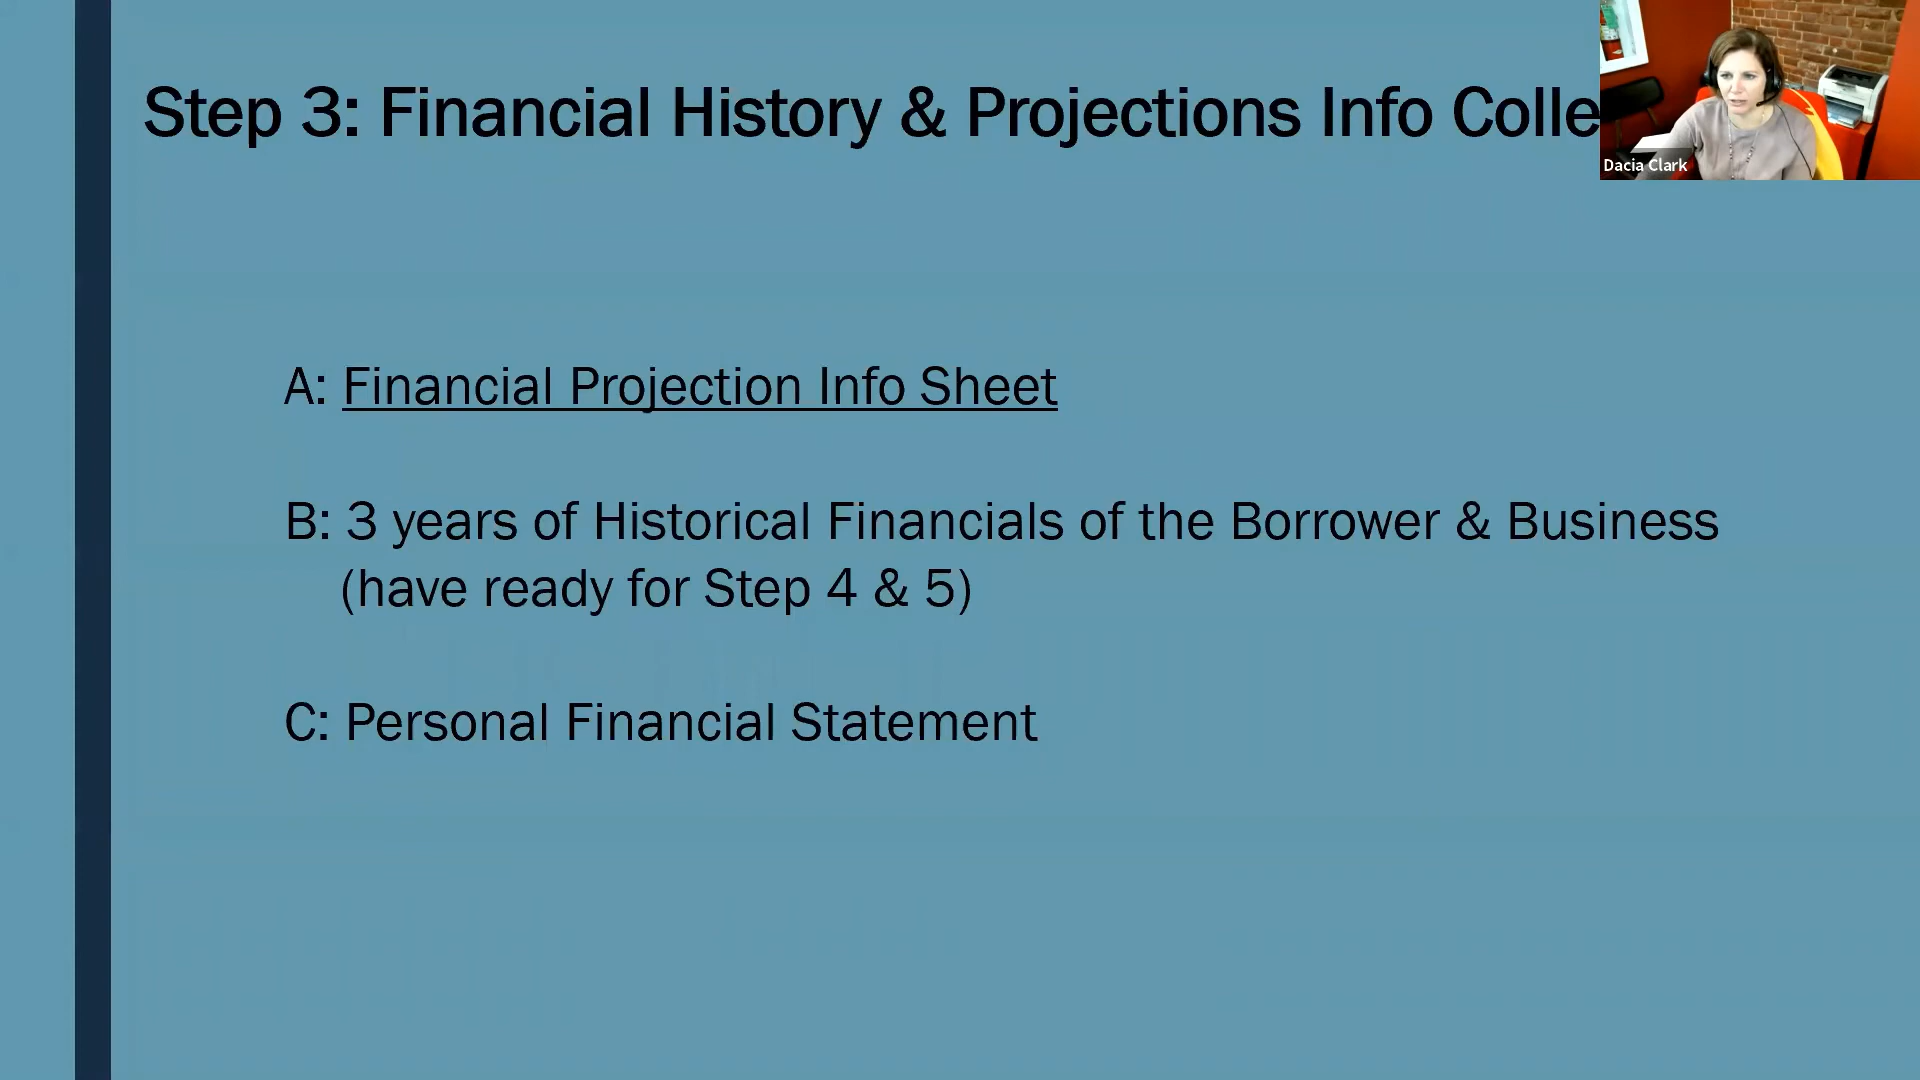 Step 3: Financial History & Projections Info Colle
Dacia Clark
A: Financial Projection Info Sheet
B: 3 years of Historical Financials of the Borrower & Business
(have ready for Step 4 & 5)
C: Personal Financial Statement